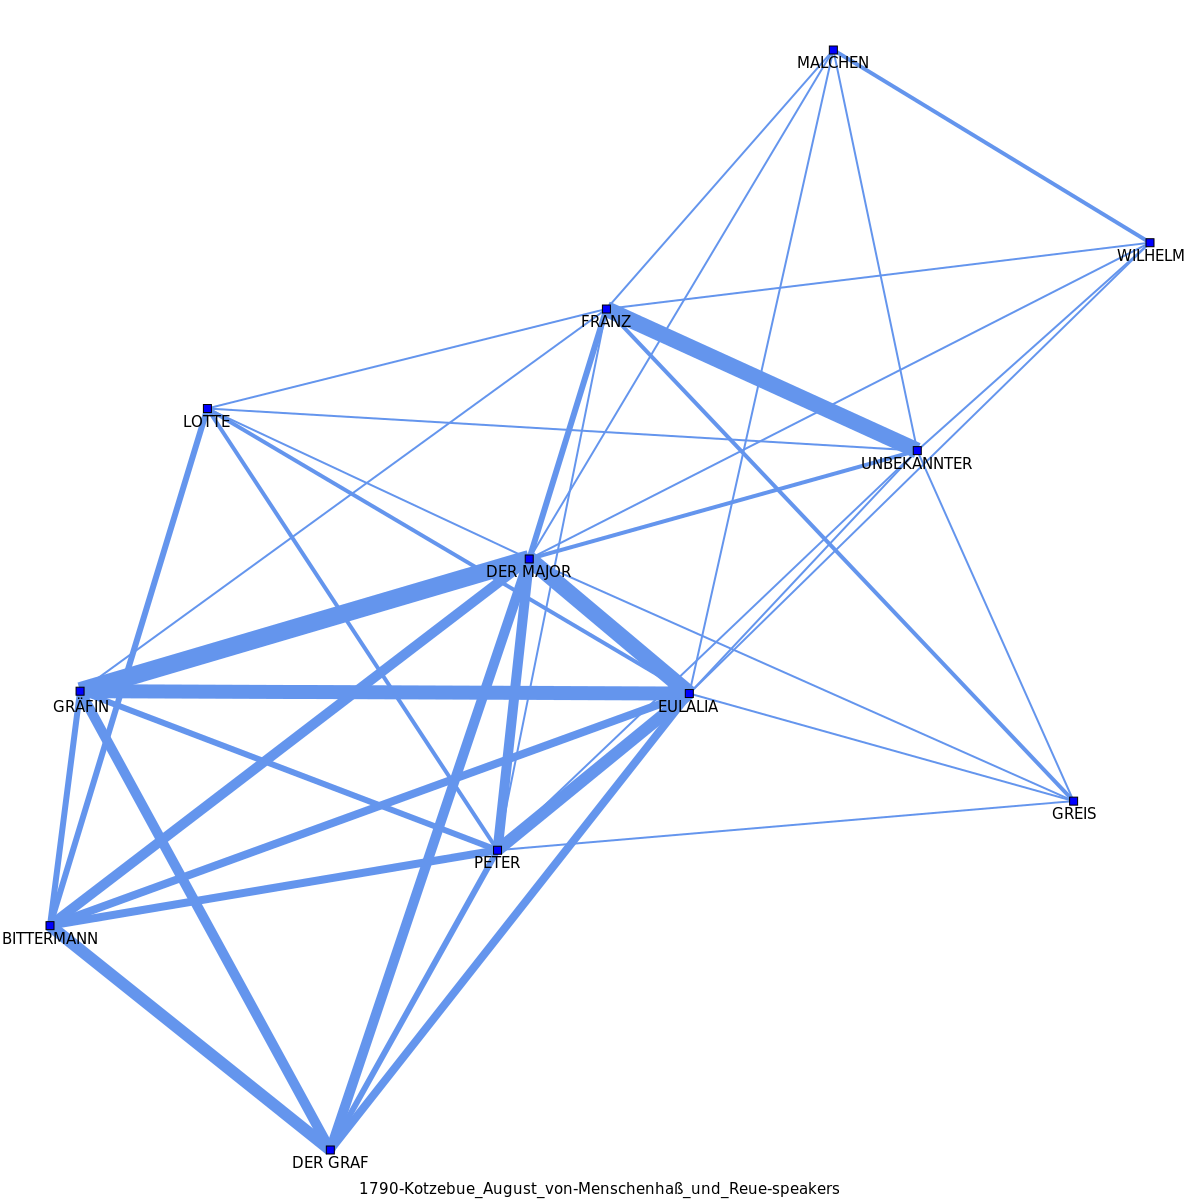 MALCHEN
WILHELM
FRANZ
LOTTE
UNBEKANNTER
DER MAJOR
GRÄFIN
EULALIA
GREIS
PETER
BITTERMANN
DER GRAF
1790-Kotzebue_August_von-Menschenhaß_und_Reue-speakers